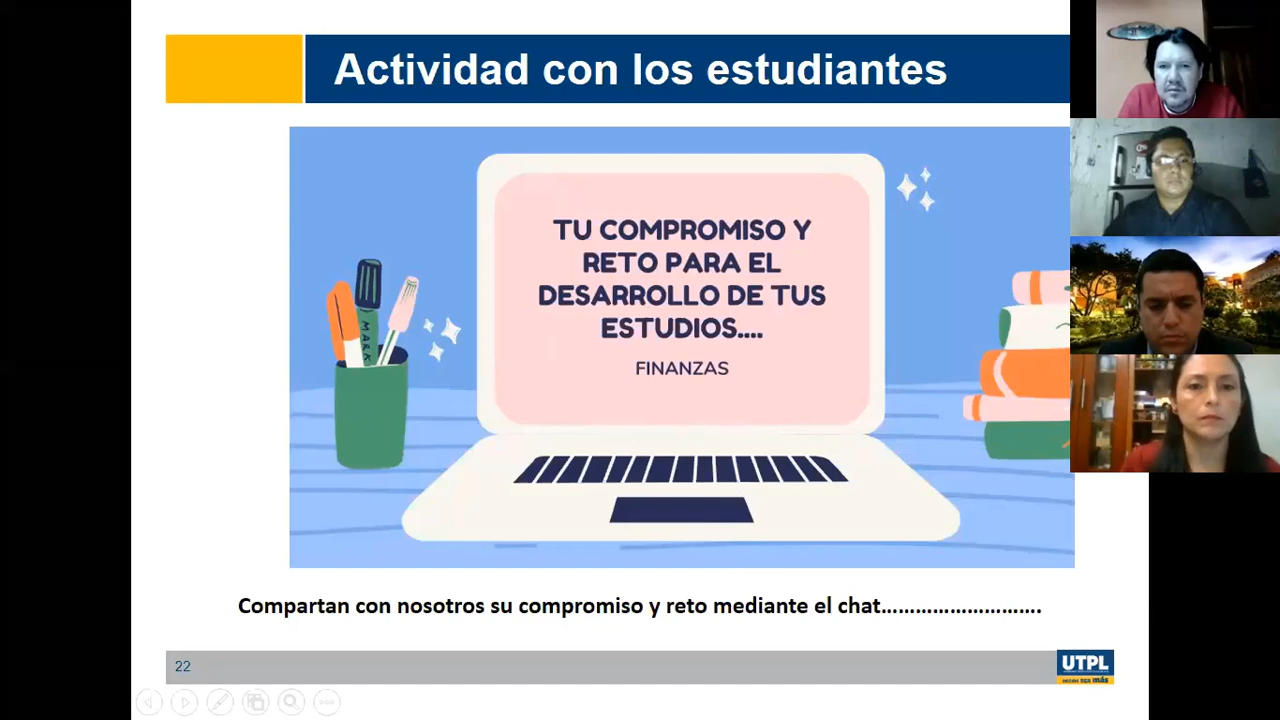 Actividad con los estudiantes
TU COMPROMISO Y
RETO PARA EL
DESARROLLO DE TUS
ESTUDIOS....
FINANZAS
MARK
Compartan con nosotros su compromiso y reto mediante el chat……………………….
22
UTPL